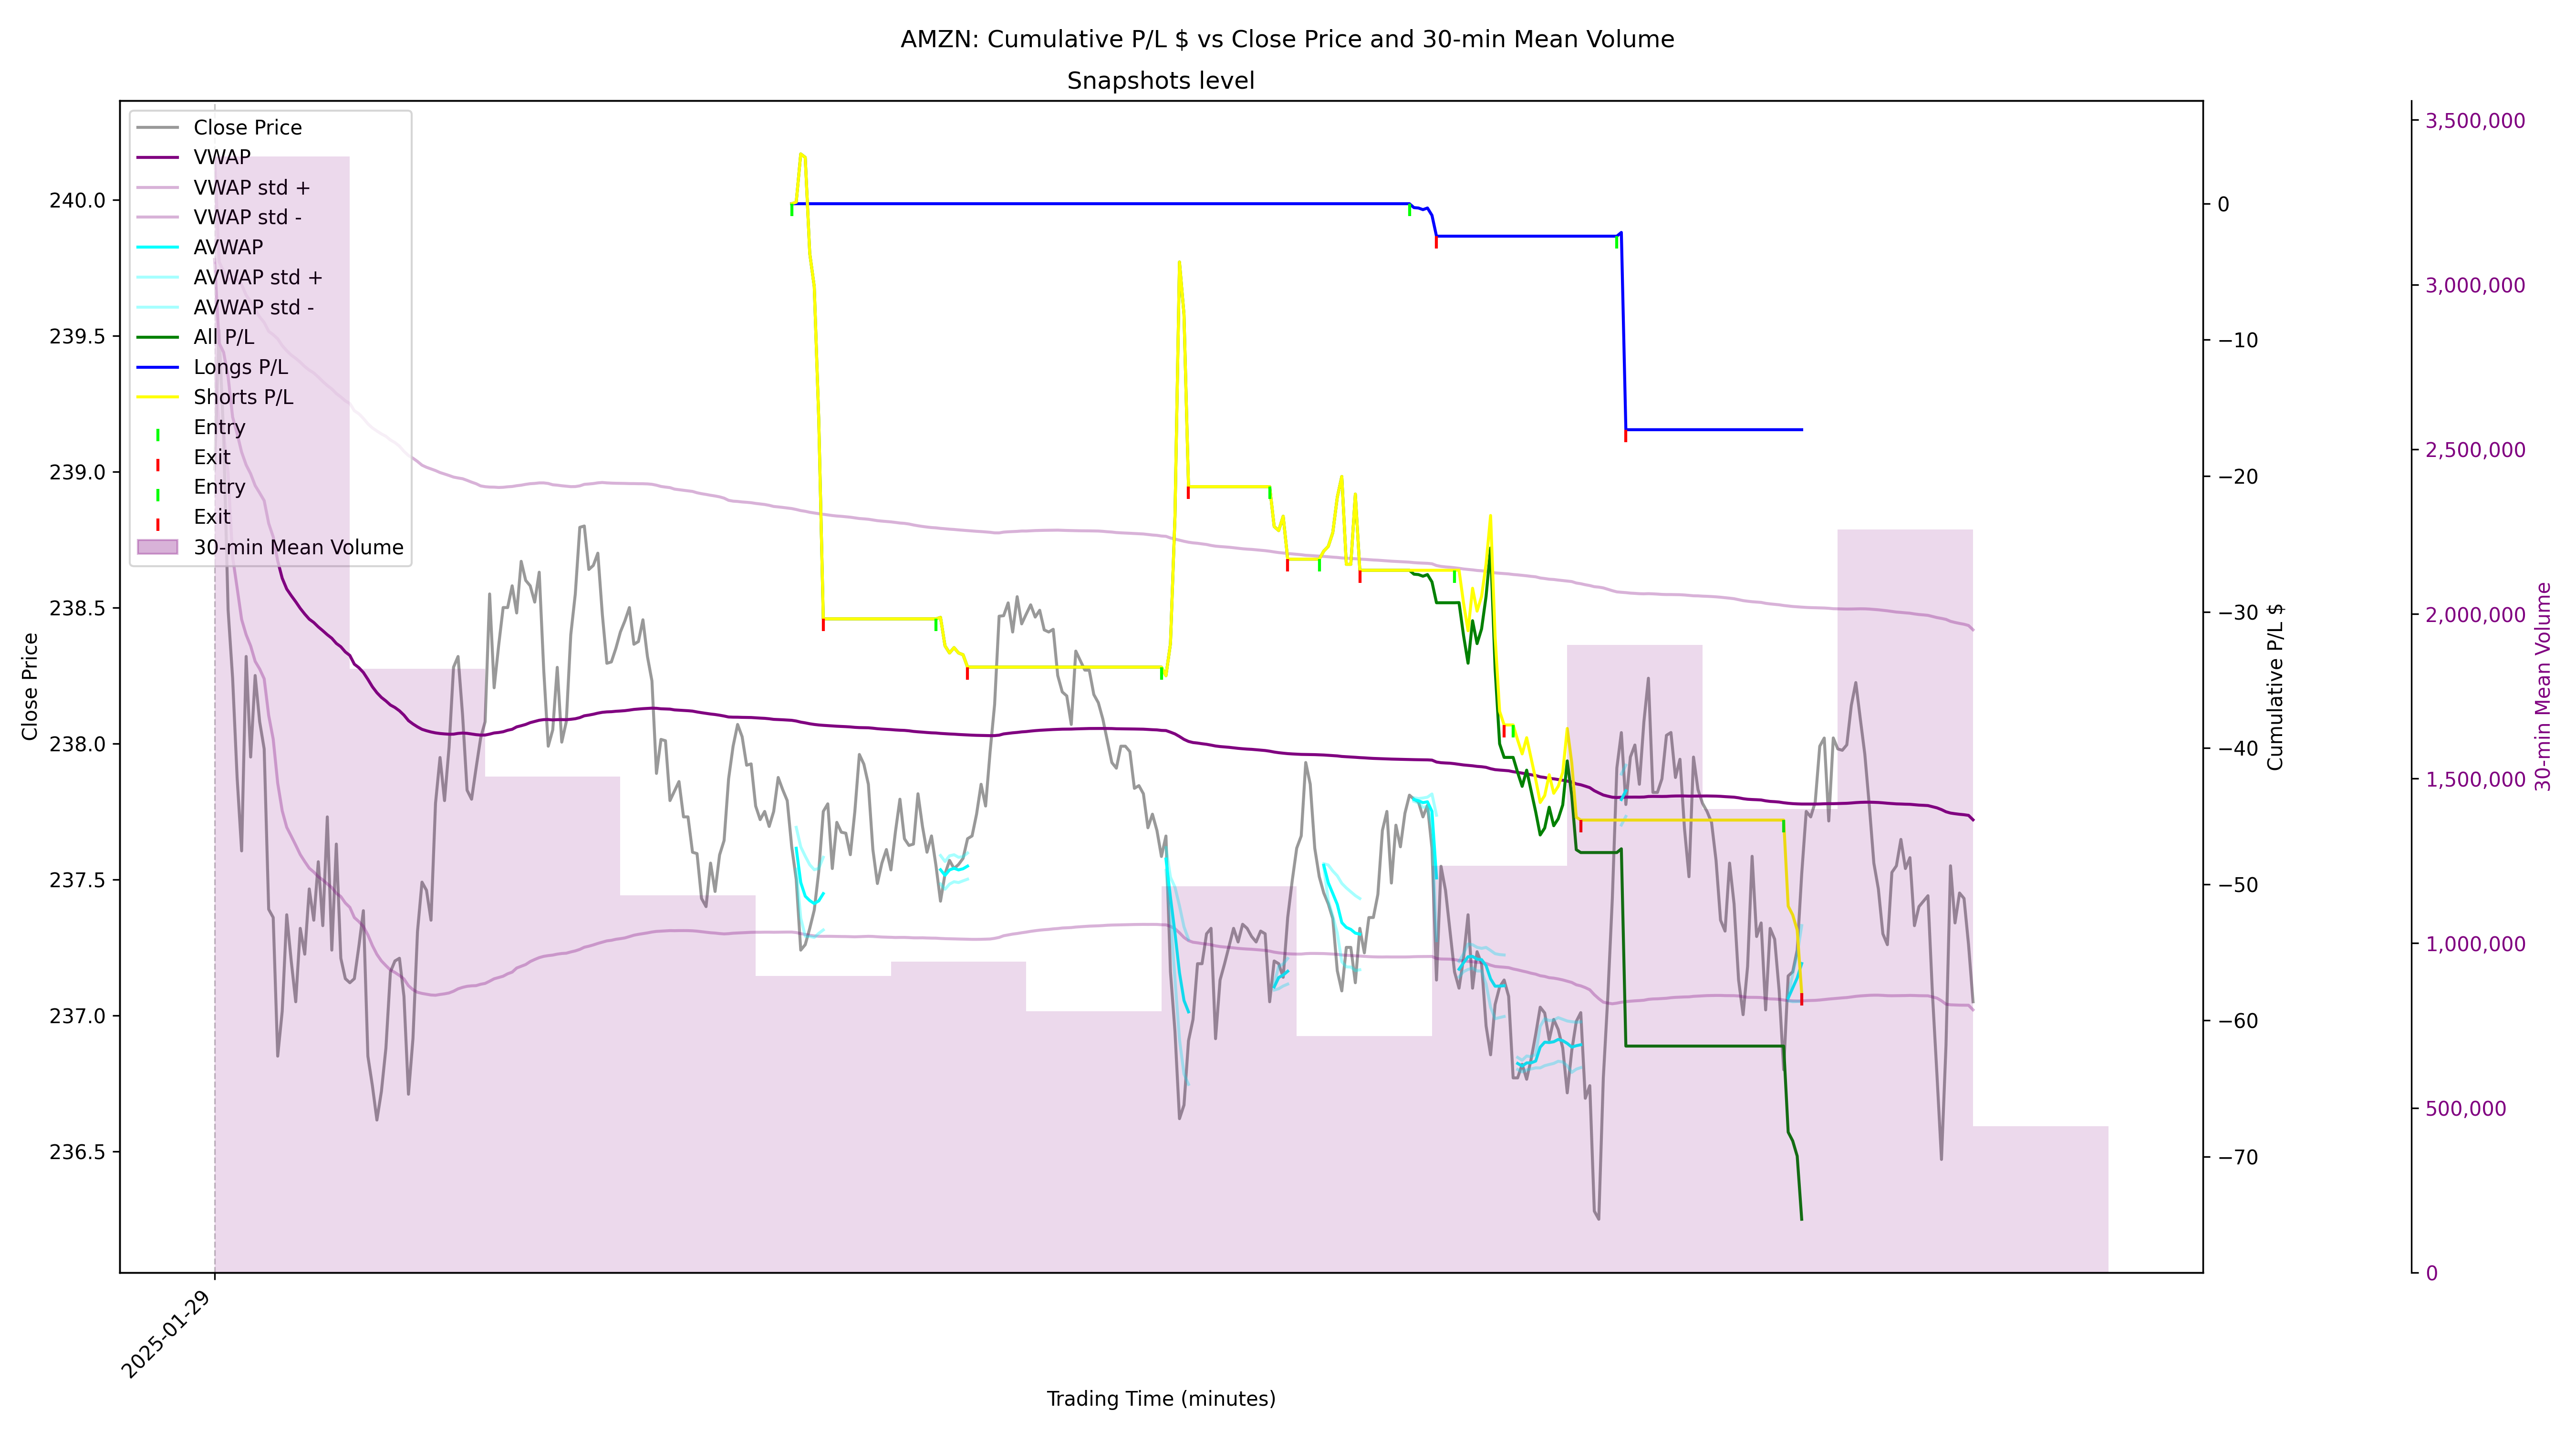 AMZN: Cumulative P/L $ vs Close Price and 30-min Mean Volume
Snapshots level
Close Price
VWAP
VWAP std +
VWAP std -
AVWAP
AVWAP std +
AVWAP std -
All P/L
Longs P/L
Shorts P/L
Entry
Exit
Entry
Exit
30-min Mean Volume
240.0
239.5
239.0
238.5
238.0
237.5
237.0
236.5
Close Price
0
−10
−20
−30
−40
−50
−60
−70
Cumulative P/L $
3,500,000
3,000,000
2,500,000
2,000,000
1,500,000
1,000,000
500,000
0
30-min Mean Volume
2025-01-29
Trading Time (minutes)